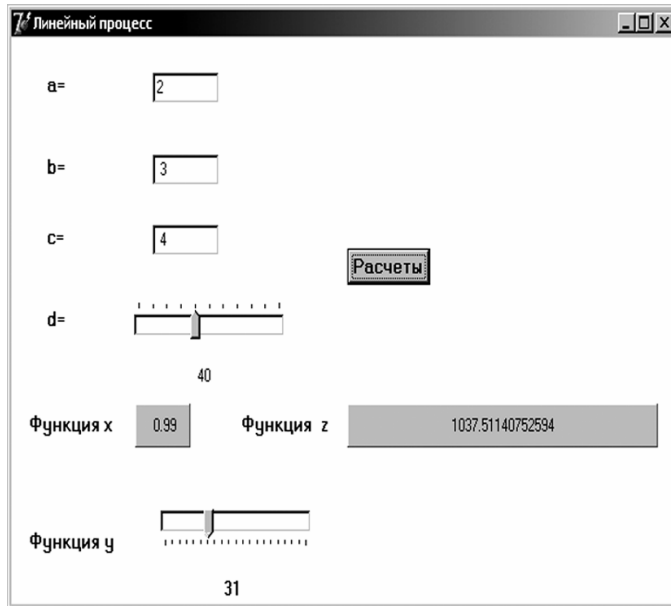 Линейный процесс
a= 2
b= 3
c= 4
Расчеты
d=
40
Функция x 0.99 Функция z 1037.51140752594
Функция y
31